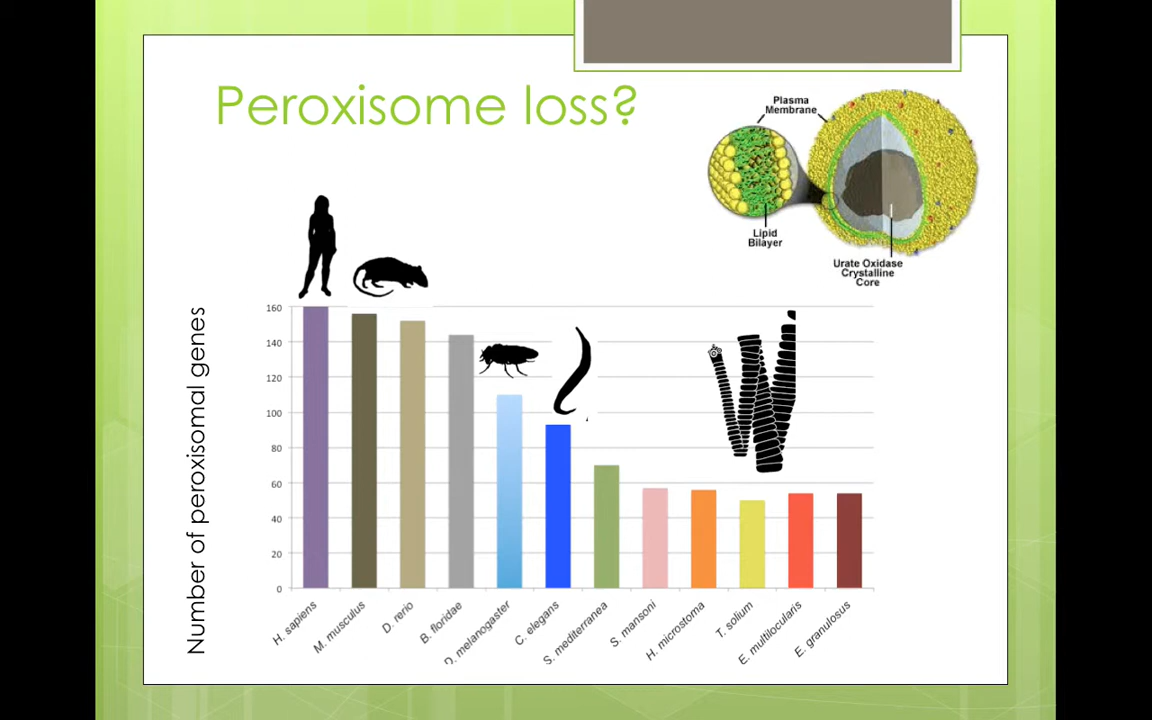 Peroxisome loss?
Plasma
Membrane
Lipid
Bilayer
Urate Oxidase
Crystalline
Core
Number of peroxisomal genes
160
140
120
100
80
60
40
20
0
H. sapiens
M. musculus
D. rerio
B. floridae
D. melanogaster
C. elegans
S. mediterranea
S. mansoni
H. microstoma
T. solium
E. multilocularis
E. granulosus